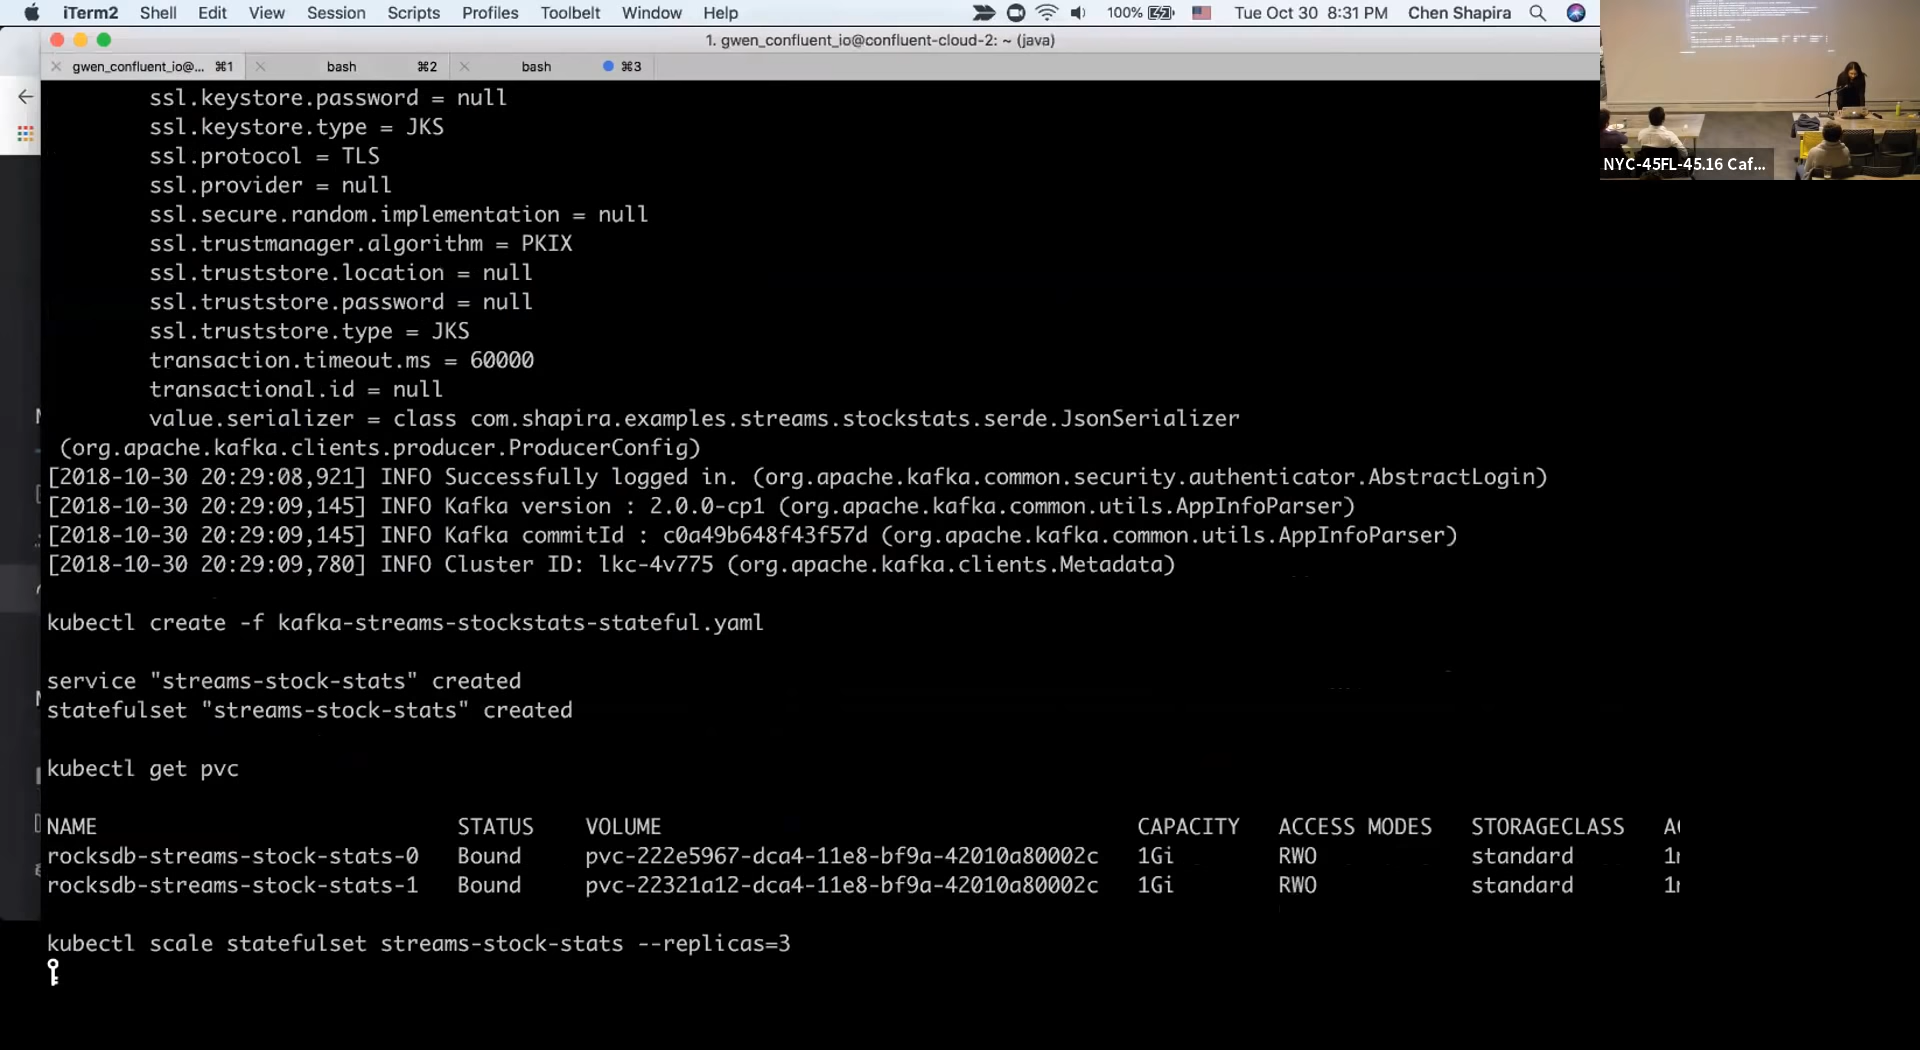 iTerm2 Shell Edit View Session Scripts Profiles Toolbelt Window Help 100% Tue Oct 30 8:31 PM Chen Shapira
1. gwen_confluent_io@confluent-cloud-2: ~ (java)
gwen_confluent_io@... ⌘1 bash ⌘2 bash ⌘3
ssl.keystore.password = null
ssl.keystore.type = JKS
ssl.protocol = TLS
ssl.provider = null
ssl.secure.random.implementation = null
ssl.trustmanager.algorithm = PKIX
ssl.truststore.location = null
ssl.truststore.password = null
ssl.truststore.type = JKS
transaction.timeout.ms = 60000
transactional.id = null
value.serializer = class com.shapira.examples.streams.stockstats.serde.JsonSerializer
(org.apache.kafka.clients.producer.ProducerConfig)
[2018-10-30 20:29:08,921] INFO Successfully logged in. (org.apache.kafka.common.security.authenticator.AbstractLogin)
[2018-10-30 20:29:09,145] INFO Kafka version : 2.0.0-cp1 (org.apache.kafka.common.utils.AppInfoParser)
[2018-10-30 20:29:09,145] INFO Kafka commitId : c0a49b648f43f57d (org.apache.kafka.common.utils.AppInfoParser)
[2018-10-30 20:29:09,780] INFO Cluster ID: lkc-4v775 (org.apache.kafka.clients.Metadata)
kubectl create -f kafka-streams-stockstats-stateful.yaml
service "streams-stock-stats" created
statefulset "streams-stock-stats" created
kubectl get pvc
NAME STATUS VOLUME CAPACITY ACCESS MODES STORAGECLASS
rocksdb-streams-stock-stats-0 Bound pvc-222e5967-dca4-11e8-bf9a-42010a80002c 1Gi RWO standard
rocksdb-streams-stock-stats-1 Bound pvc-22321a12-dca4-11e8-bf9a-42010a80002c 1Gi RWO standard
kubectl scale statefulset streams-stock-stats --replicas=3
NYC-45FL-45.16 Caf...